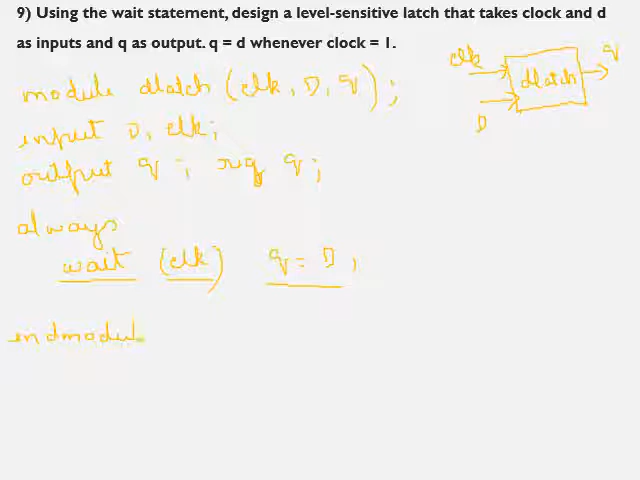 9) Using the wait statement, design a level-sensitive latch that takes clock and d
as inputs and q as output. q = d whenever clock = 1.
clk
q
dlatch
D
module dlatch (clk, D, q);
input D, clk;
output q; reg q;
always
wait (clk) q = D;
endmodul